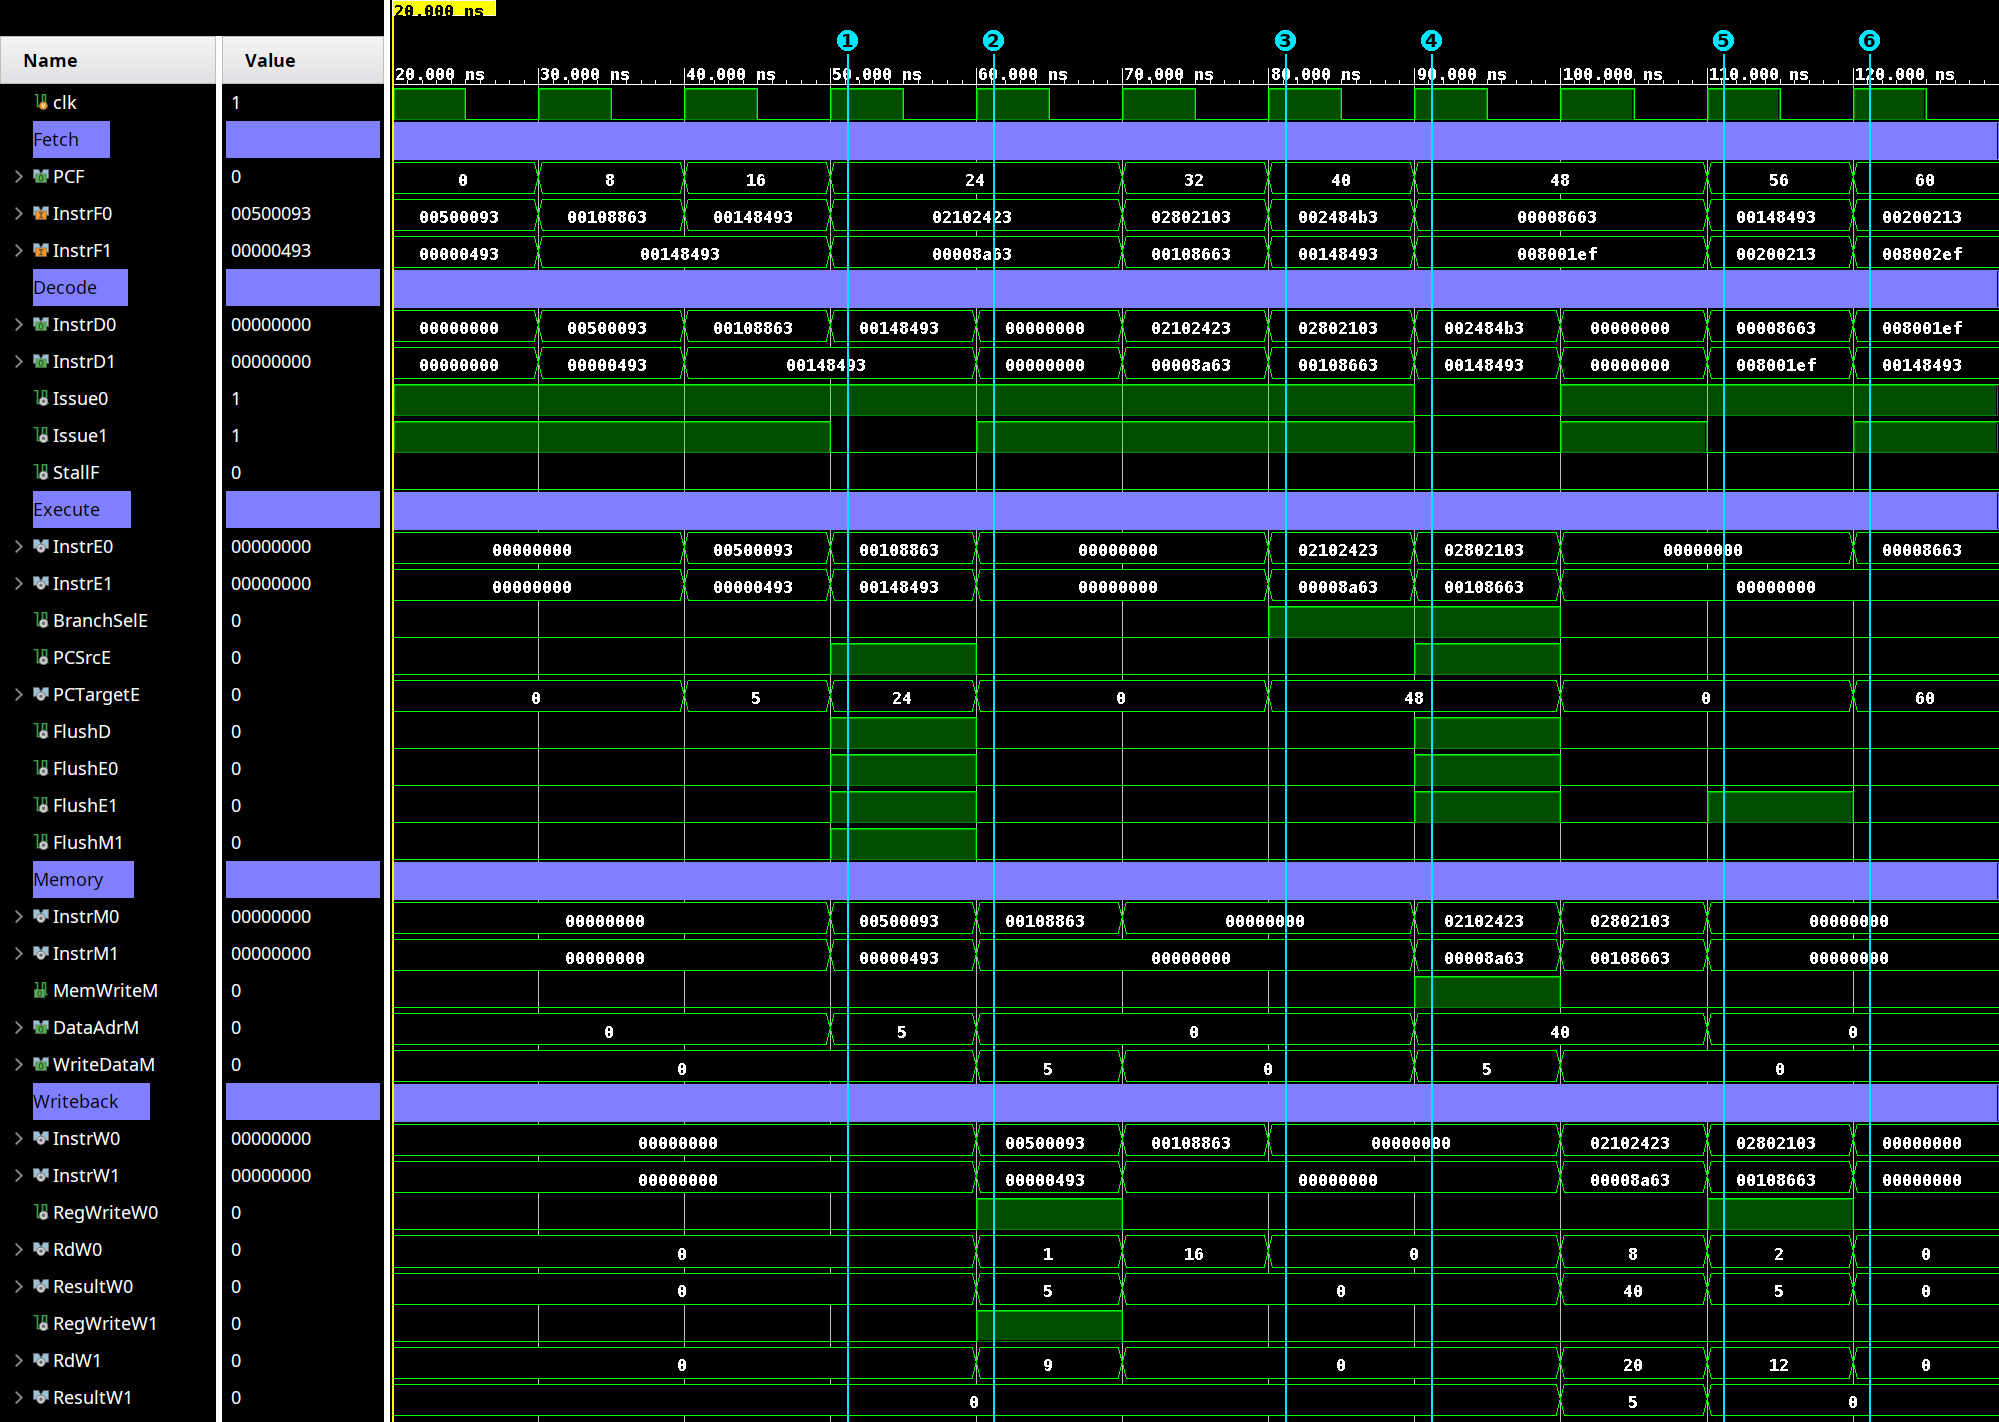 20.000 ns
1 2 3 4 5 6
Name Value 20.000 ns 30.000 ns 40.000 ns 50.000 ns 60.000 ns 70.000 ns 80.000 ns 90.000 ns 100.000 ns 110.000 ns 120.000 ns
clk 1
Fetch
PCF 0 0 8 16 24 32 40 48 56 60
InstrF0 00500093 00500093 00108863 00148493 02102423 02802103 002484b3 00008663 00148493 00200213
InstrF1 00000493 00000493 00148493 00008a63 00108663 00148493 008001ef 00200213 008002ef
Decode
InstrD0 00000000 00000000 00500093 00108863 00148493 00000000 02102423 02802103 002484b3 00000000 00008663 008001ef
InstrD1 00000000 00000000 00000493 00148493 00000000 00008a63 00108663 00148493 00000000 008001ef 00148493
Issue0 1
Issue1 1
StallF 0
Execute
InstrE0 00000000 00000000 00500093 00108863 00000000 02102423 02802103 00000000 00008663
InstrE1 00000000 00000000 00000493 00148493 00000000 00008a63 00108663 00000000
BranchSelE 0
PCSrcE 0
PCTargetE 0 0 5 24 0 48 0 60
FlushD 0
FlushE0 0
FlushE1 0
FlushM1 0
Memory
InstrM0 00000000 00000000 00500093 00108863 00000000 02102423 02802103 00000000
InstrM1 00000000 00000000 00000493 00000000 00008a63 00108663 00000000
MemWriteM 0
DataAdrM 0 0 5 0 40 0
WriteDataM 0 0 5 0 5 0
Writeback
InstrW0 00000000 00000000 00500093 00108863 00000000 02102423 02802103 00000000
InstrW1 00000000 00000000 00000493 00000000 00008a63 00108663 00000000
RegWriteW0 0
RdW0 0 0 1 16 0 8 2 0
ResultW0 0 0 5 0 40 5 0
RegWriteW1 0
RdW1 0 0 9 0 20 12 0
ResultW1 0 0 5 0